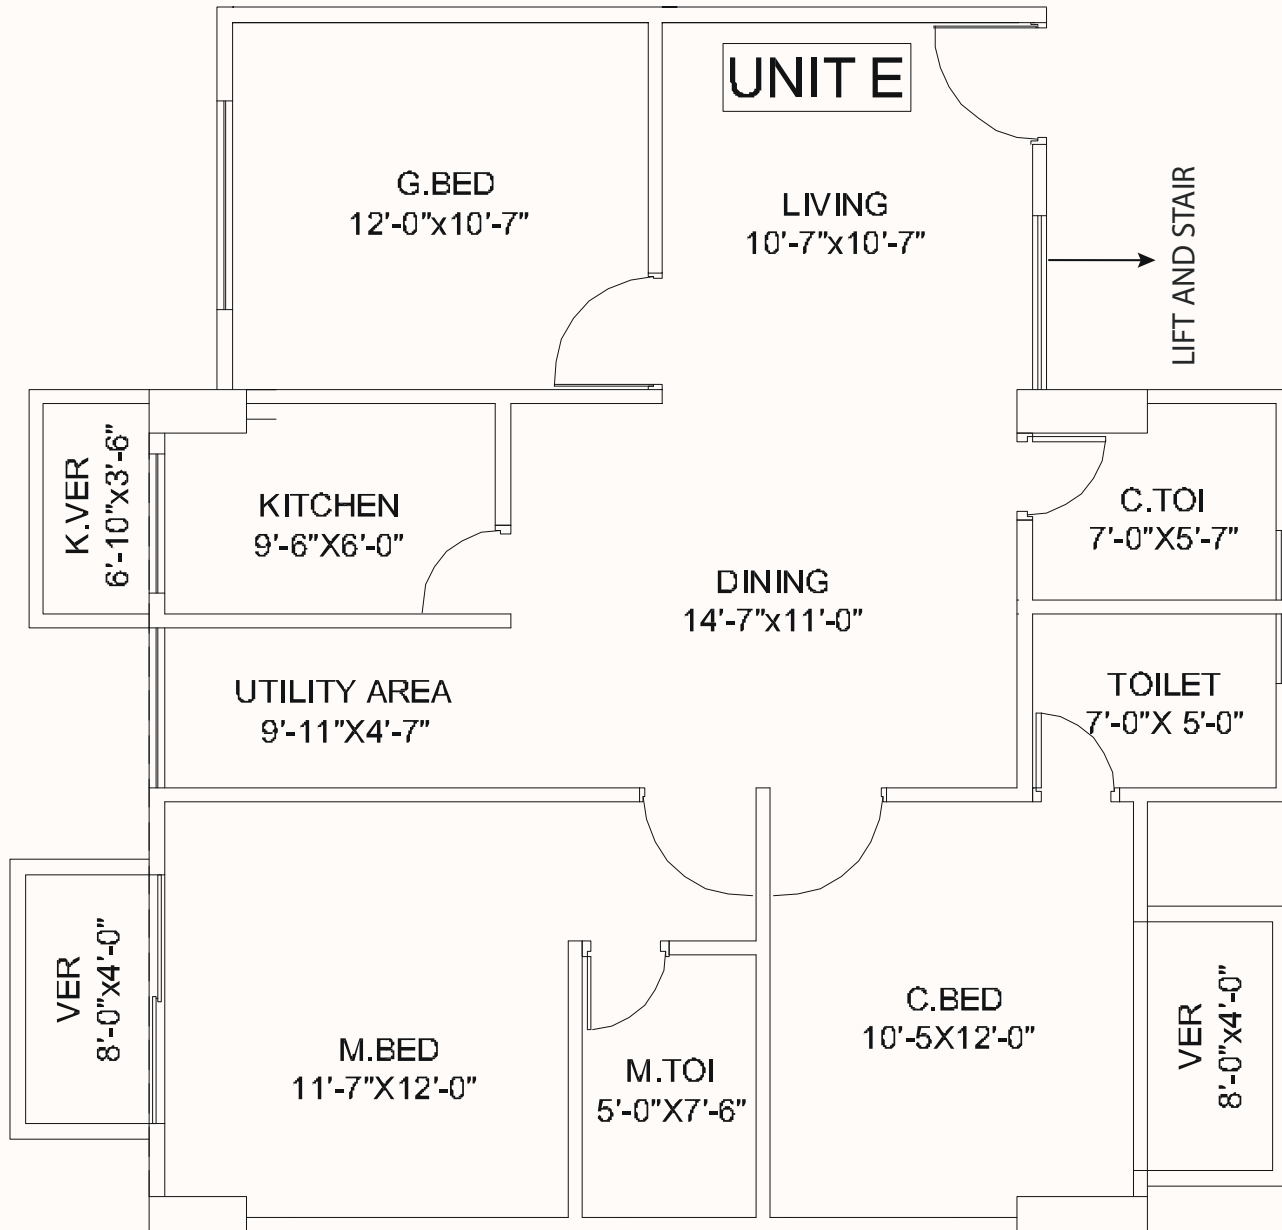 UNIT E
G.BED
12'-0"x10'-7"
LIVING
10'-7"x10'-7"
LIFT AND STAIR
K.VER
6'-10"x3'-6"
KITCHEN
9'-6"X6'-0"
C.TOI
7'-0"X5'-7"
DINING
14'-7"x11'-0"
UTILITY AREA
9'-11"X4'-7"
TOILET
7'-0"X 5'-0"
VER
8'-0"x4'-0"
M.BED
11'-7"X12'-0"
M.TOI
5'-0"X7'-6"
C.BED
10'-5X12'-0"
VER
8'-0"x4'-0"